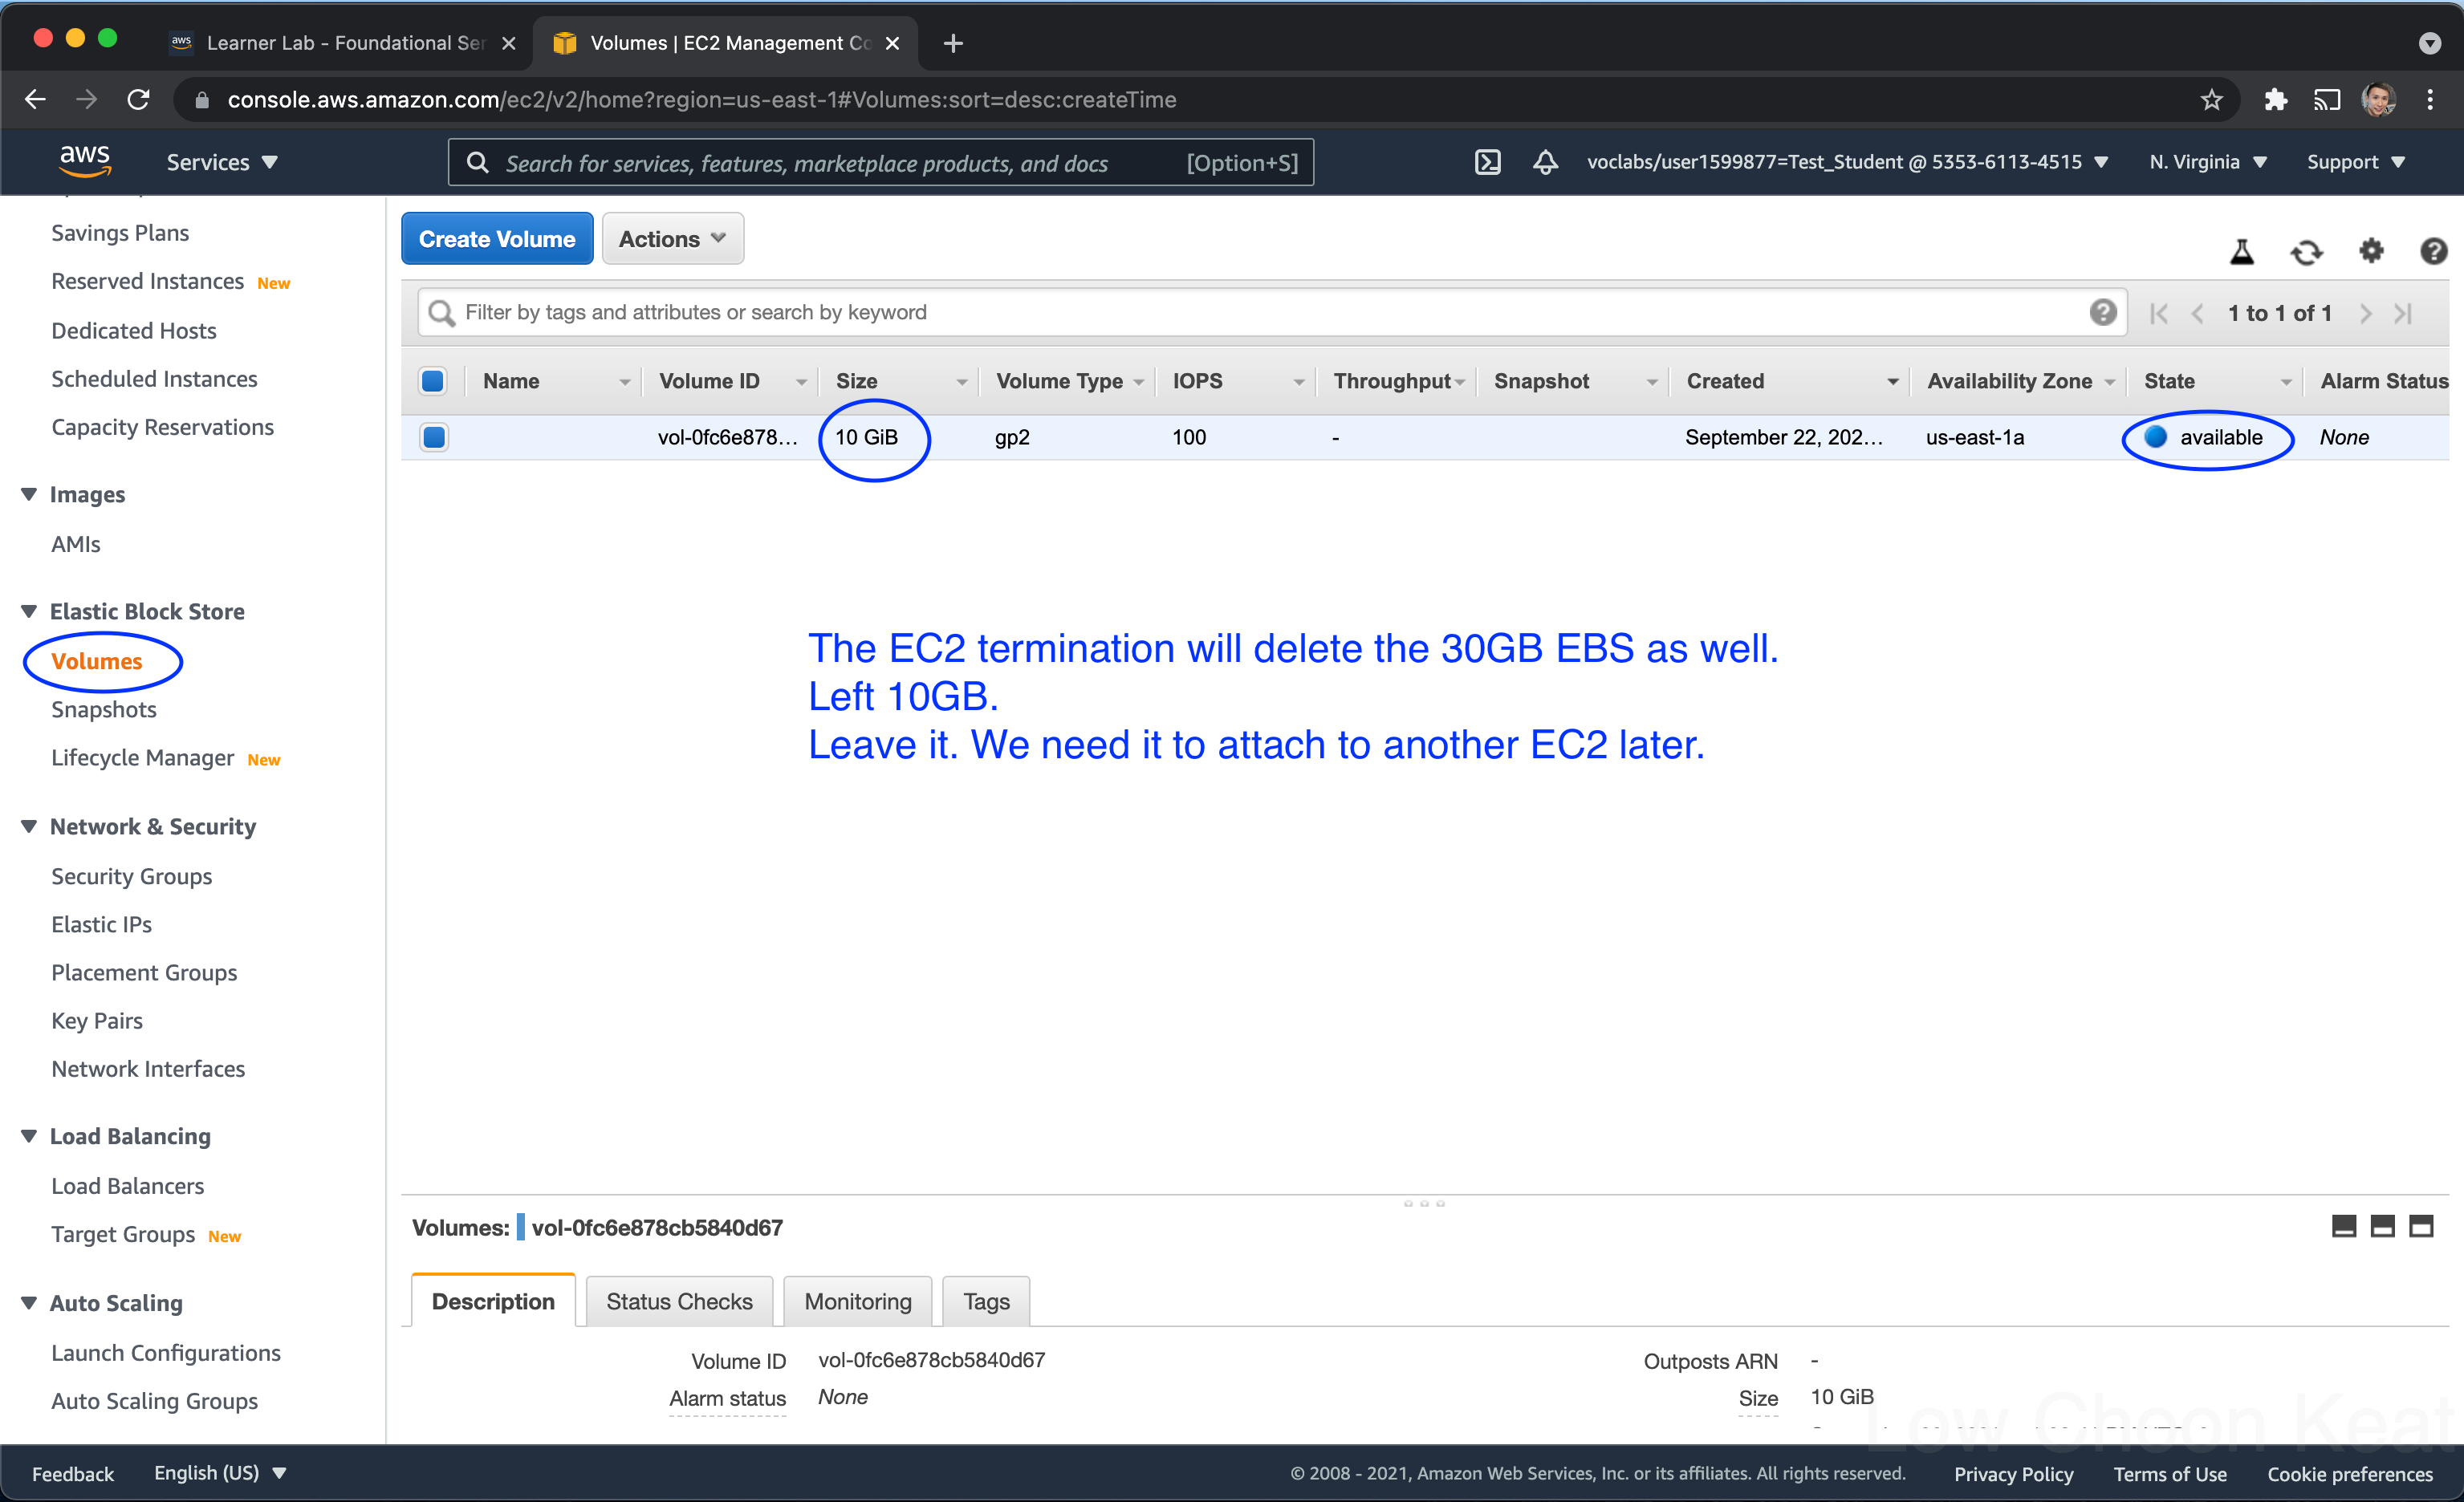 Learner Lab - Foundational Ser
Volumes | EC2 Management Co
console.aws.amazon.com/ec2/v2/home?region=us-east-1#Volumes:sort=desc:createTime
aws
Services
Search for services, features, marketplace products, and docs
[Option+S]
voclabs/user1599877=Test_Student @ 5353-6113-4515
N. Virginia
Support
Savings Plans
Reserved Instances New
Dedicated Hosts
Scheduled Instances
Capacity Reservations
Images
AMIs
Elastic Block Store
Volumes
Snapshots
Lifecycle Manager New
Network & Security
Security Groups
Elastic IPs
Placement Groups
Key Pairs
Network Interfaces
Load Balancing
Load Balancers
Target Groups New
Auto Scaling
Launch Configurations
Auto Scaling Groups
Create Volume
Actions
Filter by tags and attributes or search by keyword
1 to 1 of 1
Name Volume ID Size Volume Type IOPS Throughput Snapshot Created Availability Zone State Alarm Status
vol-0fc6e878... 10 GiB gp2 100 - September 22, 202... us-east-1a available None
The EC2 termination will delete the 30GB EBS as well.
Left 10GB.
Leave it. We need it to attach to another EC2 later.
Volumes: vol-0fc6e878cb5840d67
Description Status Checks Monitoring Tags
Volume ID vol-0fc6e878cb5840d67
Outposts ARN -
Alarm status None
Size 10 GiB
Low Choon Keat
Feedback
English (US)
© 2008 - 2021, Amazon Web Services, Inc. or its affiliates. All rights reserved.
Privacy Policy
Terms of Use
Cookie preferences